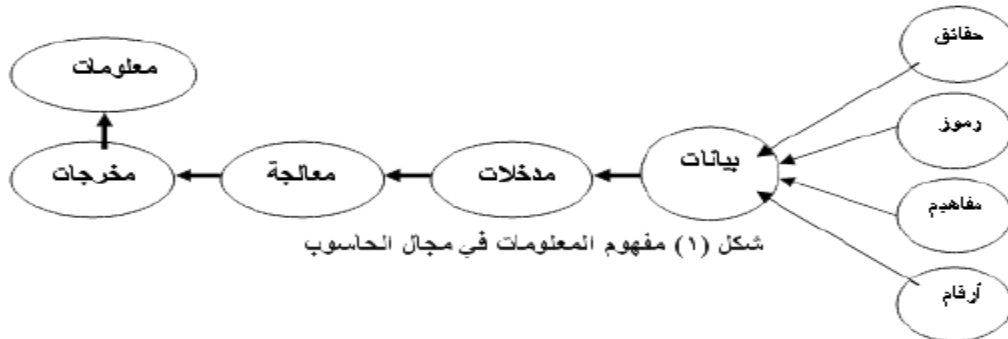 حقائق
رموز
مفاهيم
أرقام
بيانات
مدخلات
معالجة
مخرجات
معلومات
شكل (١) مفهوم المعلومات في مجال الحاسوب